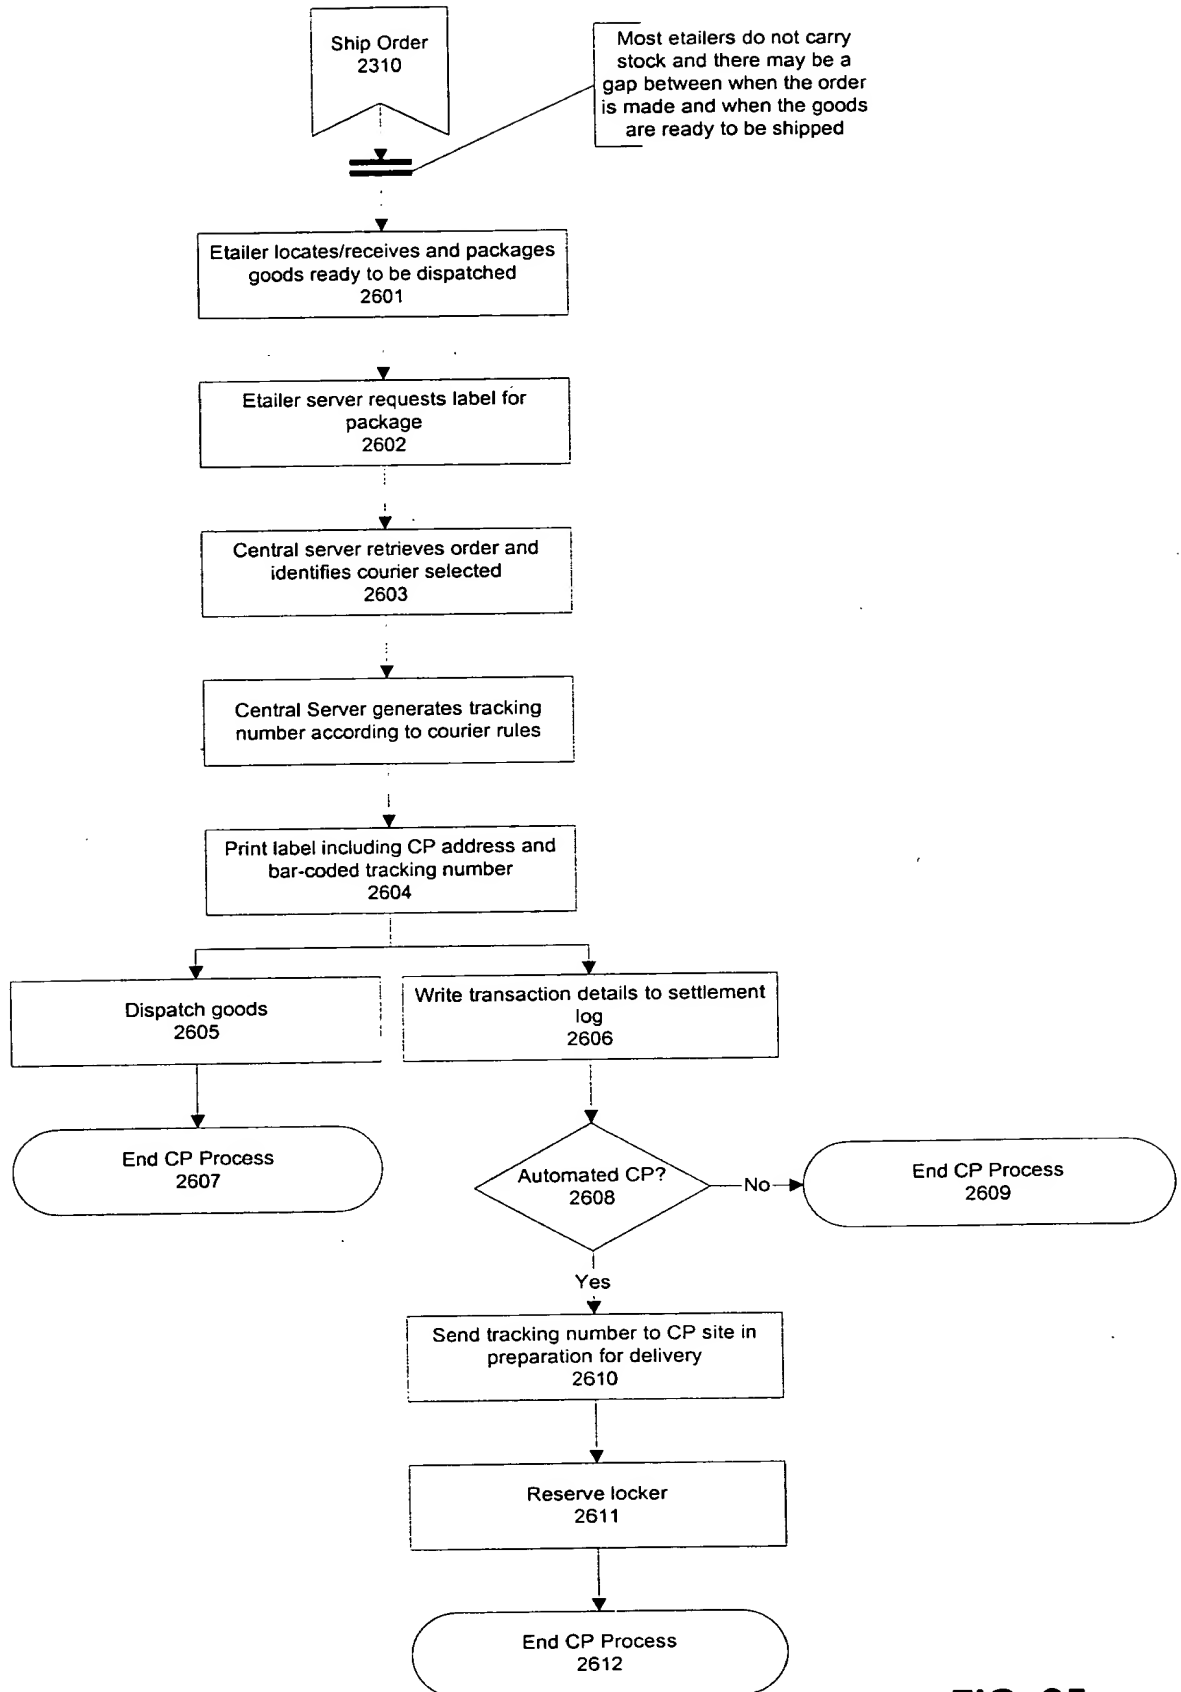 Ship Order
2310
Most etailers do not carry
stock and there may be a
gap between when the order
is made and when the goods
are ready to be shipped
Etailer locates/receives and packages
goods ready to be dispatched
2601
Etailer server requests label for
package
2602
Central server retrieves order and
identifies courier selected
2603
Central Server generates tracking
number according to courier rules
Print label including CP address and
bar-coded tracking number
2604
Dispatch goods
2605
Write transaction details to settlement
log
2606
End CP Process
2607
Automated CP?
2608
No
End CP Process
2609
Yes
Send tracking number to CP site in
preparation for delivery
2610
Reserve locker
2611
End CP Process
2612